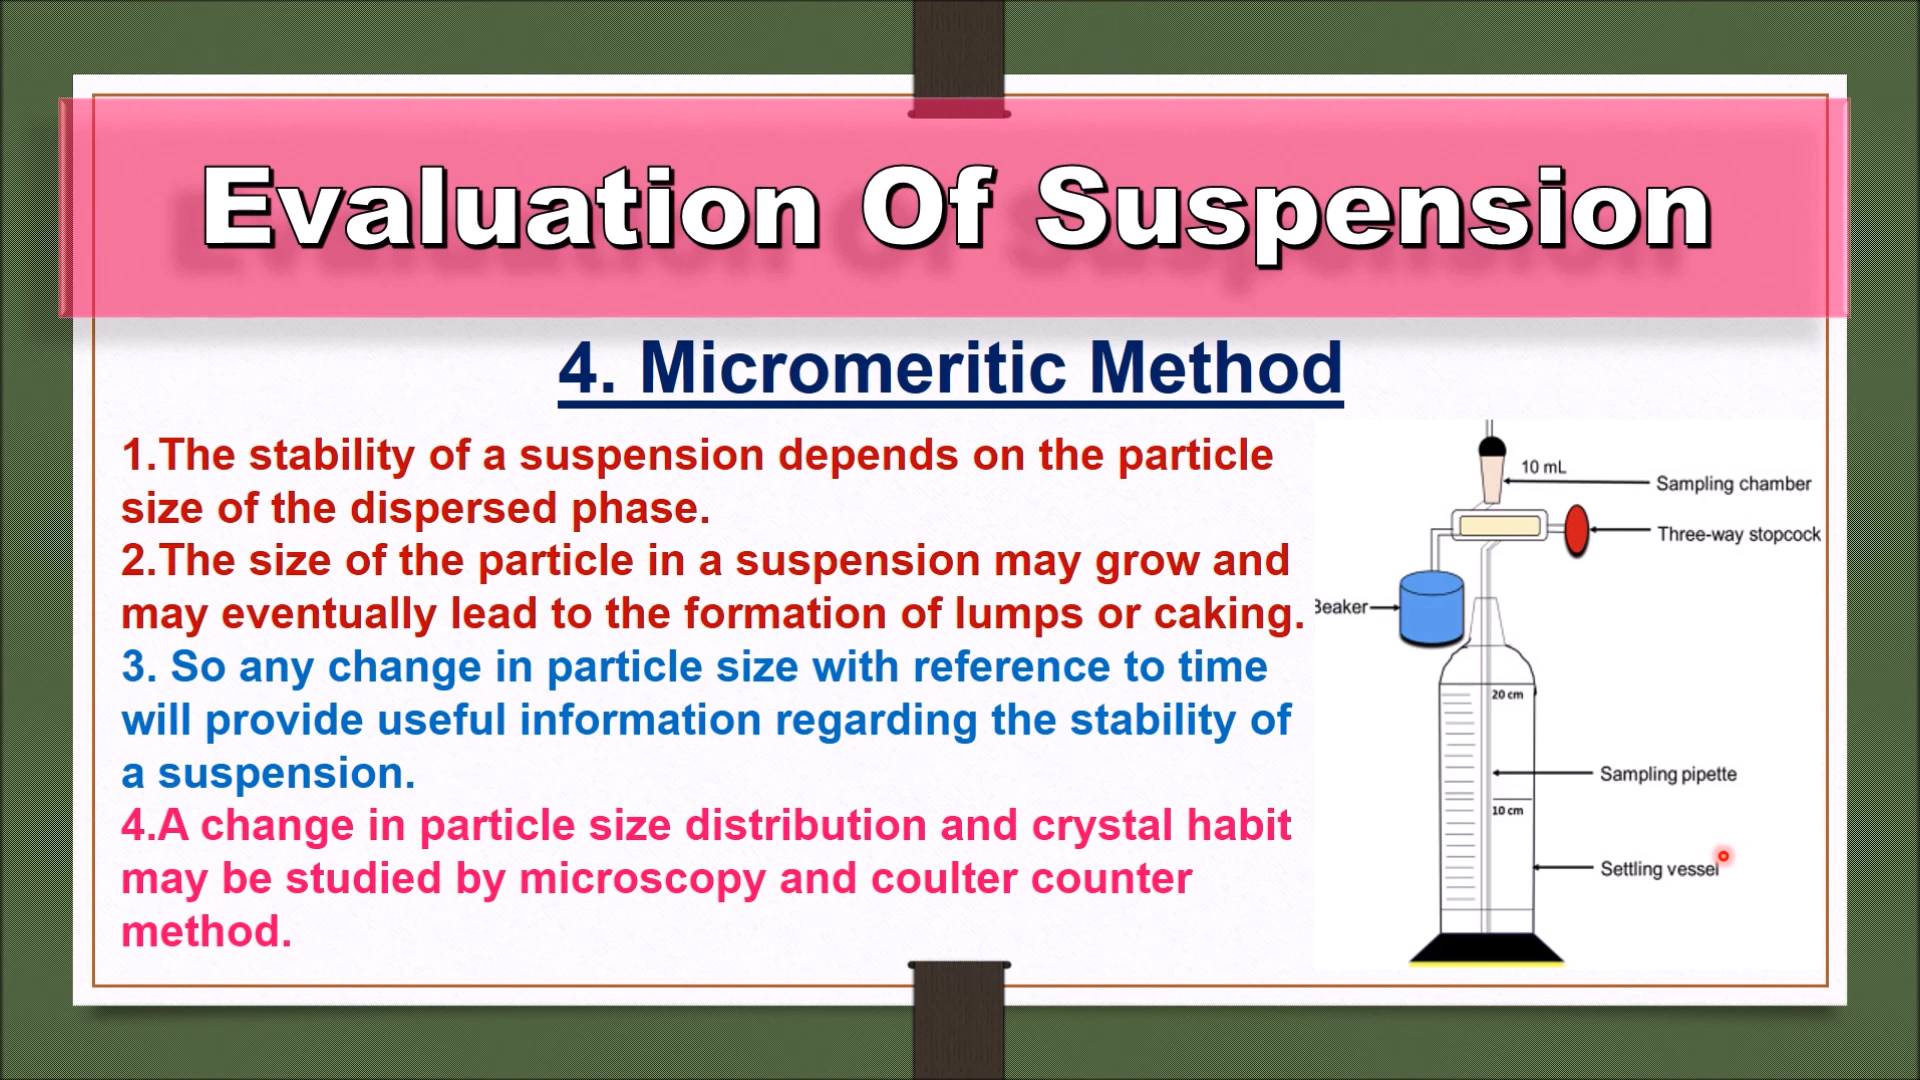 Evaluation Of Suspension
4. Micromeritic Method
1.The stability of a suspension depends on the particle
size of the dispersed phase.
2.The size of the particle in a suspension may grow and
may eventually lead to the formation of lumps or caking.
3. So any change in particle size with reference to time
will provide useful information regarding the stability of
a suspension.
4.A change in particle size distribution and crystal habit
may be studied by microscopy and coulter counter
method.
10 mL
Sampling chamber
Three-way stopcock
Beaker
20 cm
Sampling pipette
10 cm
Settling vessel